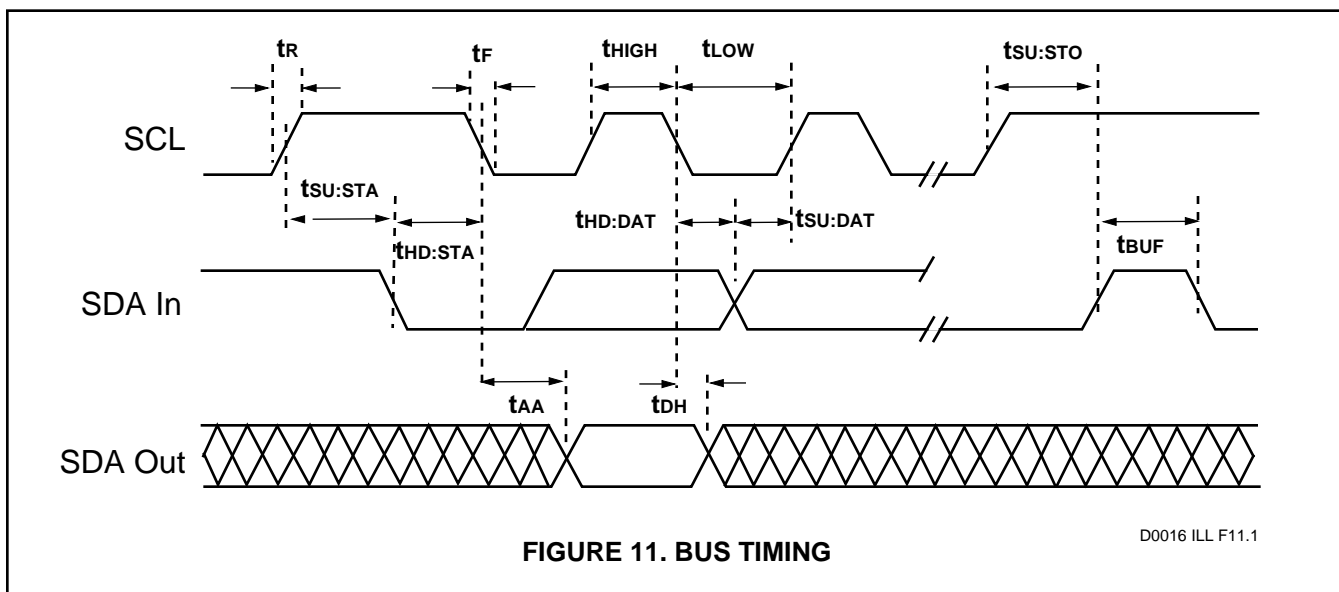 tR tF tHIGH tLOW tSU:STO
SCL
tSU:STA
tHD:STA
tHD:DAT tSU:DAT
tBUF
SDA In
tAA tDH
SDA Out
FIGURE 11. BUS TIMING
D0016 ILL F11.1